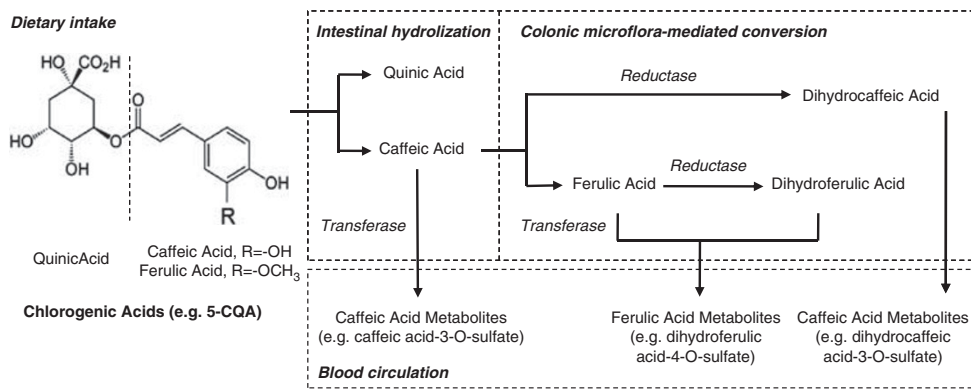 Dietary intake
HO
CO₂H
HO
OH
O
O
OH
R
QuinicAcid
Caffeic Acid, R=-OH
Ferulic Acid, R=-OCH₃
Chlorogenic Acids (e.g. 5-CQA)
Intestinal hydrolization
Quinic Acid
Caffeic Acid
Transferase
Colonic microflora-mediated conversion
Reductase
Dihydrocaffeic Acid
Ferulic Acid
Reductase
Dihydroferulic Acid
Transferase
Caffeic Acid Metabolites
(e.g. caffeic acid-3-O-sulfate)
Ferulic Acid Metabolites
(e.g. dihydroferulic
acid-4-O-sulfate)
Caffeic Acid Metabolites
(e.g. dihydrocaffeic
acid-3-O-sulfate)
Blood circulation